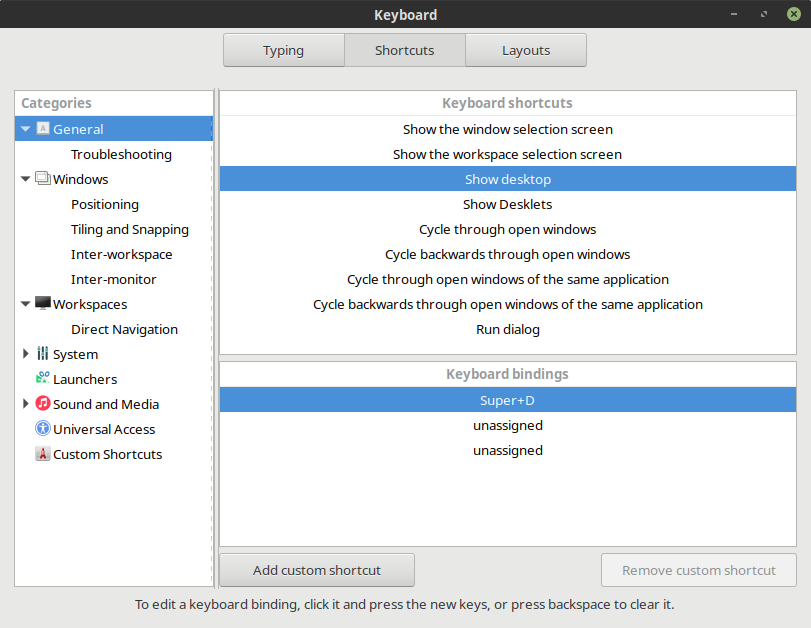 Keyboard
Typing
Shortcuts
Layouts
Categories
General
Troubleshooting
Windows
Positioning
Tiling and Snapping
Inter-workspace
Inter-monitor
Workspaces
Direct Navigation
System
Launchers
Sound and Media
Universal Access
Custom Shortcuts
Keyboard shortcuts
Show the window selection screen
Show the workspace selection screen
Show desktop
Show Desklets
Cycle through open windows
Cycle backwards through open windows
Cycle through open windows of the same application
Cycle backwards through open windows of the same application
Run dialog
Keyboard bindings
Super+D
unassigned
unassigned
Add custom shortcut
Remove custom shortcut
To edit a keyboard binding, click it and press the new keys, or press backspace to clear it.